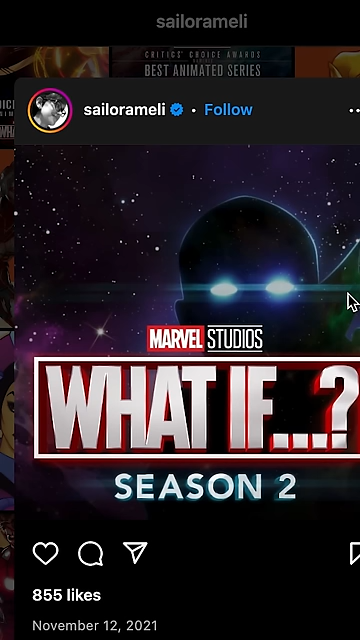 sailorameli
CRITICS' CHOICE AWARDS
BEST ANIMATED SERIES
sailorameli • Follow
MARVEL STUDIOS
WHAT IF...?
SEASON 2
855 likes
November 12, 2021